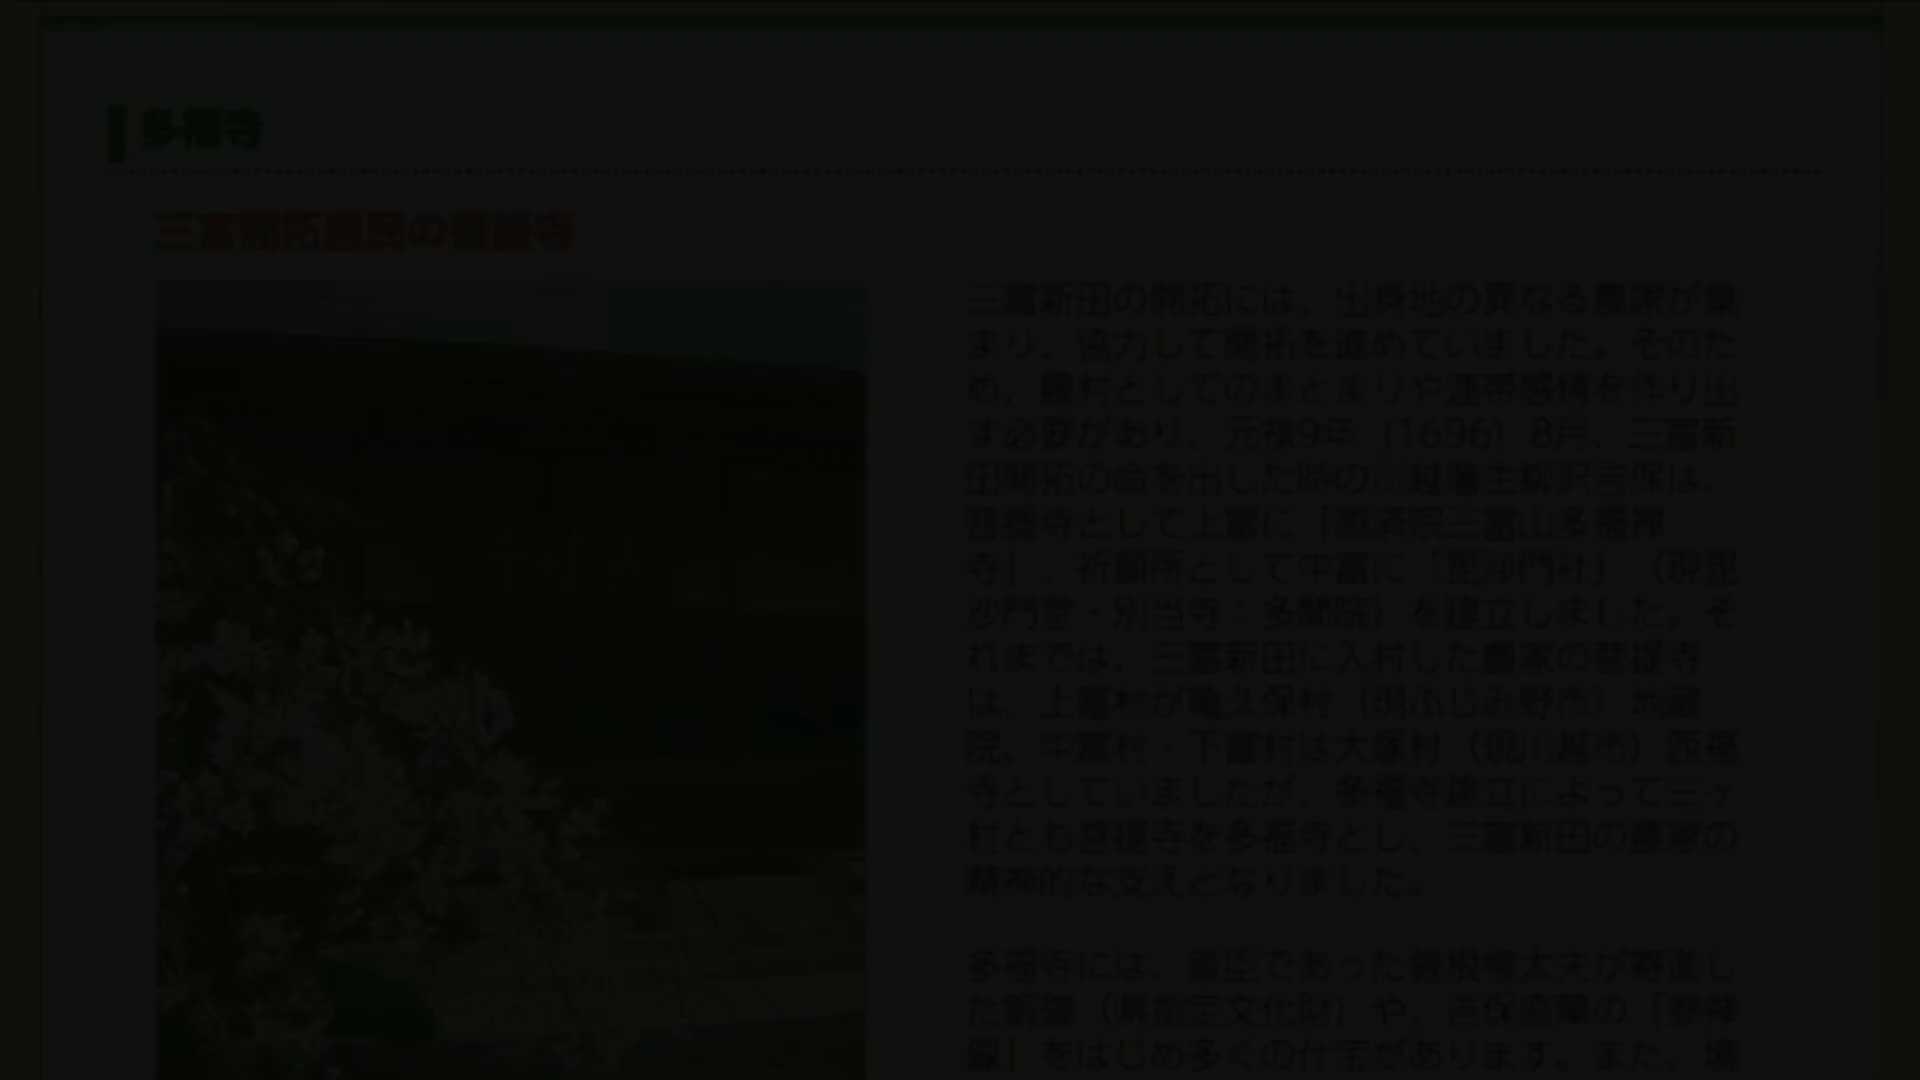 多福寺
三富開拓農民の菩提寺
三富新田の開拓には、出身地の異なる農家が集
まり、協力して開拓を進めていました。そのた
め、農村としてのまとまりや連帯感情を作り出
す必要があり、元禄9年（1696）8月、三富新
田開拓の命を出した時の川越藩主柳沢吉保は、
菩提寺として上富に「臨済宗三富山多福禅
寺」、祈願所として中富に「毘沙門社」（現毘
沙門堂・別当寺：多聞院）を建立しました。そ
れまでは、三富新田に入村した農家の菩提寺
は、上富村が亀久保村（現ふじみ野市）地蔵
院、中富村・下富村は大塚村（現川越市）西福
寺としていましたが、多福寺建立によって三ヶ
村とも菩提寺を多福寺とし、三富新田の農家の
精神的な支えとなりました。
多福寺には、重臣であった曽根権太夫が寄進し
た銅鐘（県指定文化財）や、吉保直筆の「参禅
録」をはじめ多くの什宝があります。また、境